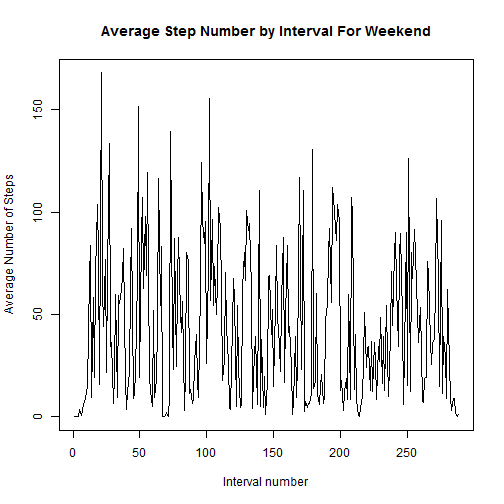 Average Step Number by Interval For Weekend
Average Number of Steps
150
100
50
0
0 50 100 150 200 250
Interval number